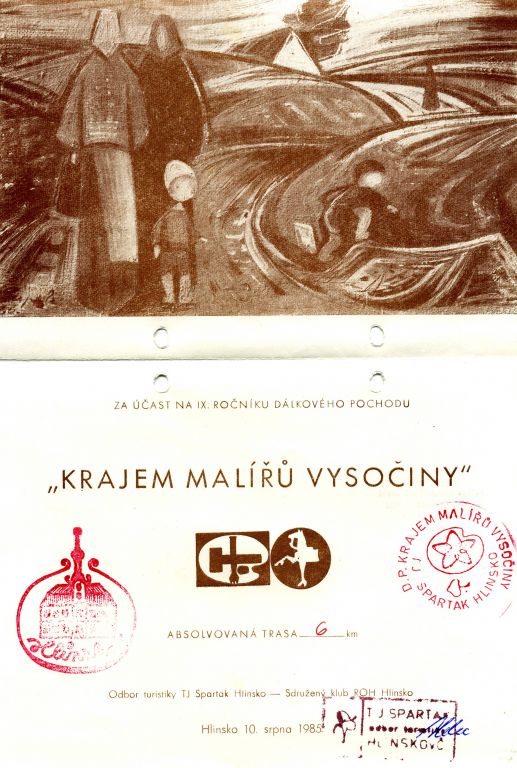 ZA ÚČAST NA IX. ROČNÍKU DÁLKOVÉHO POCHODU
„KRAJEM MALÍŘŮ VYSOČINY“
D.P. KRAJEM MALÍŘŮ VYSOČINY
TJ SPARTAK HLINSKO
Hlinsko
ABSOLVOVANÁ TRASA 6 km
Odbor turistiky TJ Spartak Hlinsko — Sdružený klub ROH Hlinsko
Hlinsko 10. srpna 1985
TJ SPARTAK
odbor turistiky